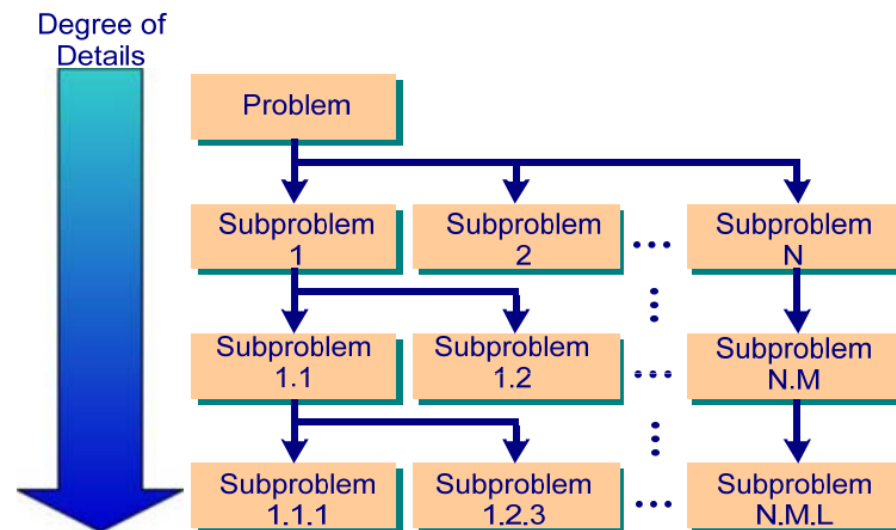 Degree of
Details
Problem
Subproblem
1
Subproblem
2
...
Subproblem
N
Subproblem
1.1
Subproblem
1.2
...
Subproblem
N.M
Subproblem
1.1.1
Subproblem
1.2.3
...
Subproblem
N.M.L